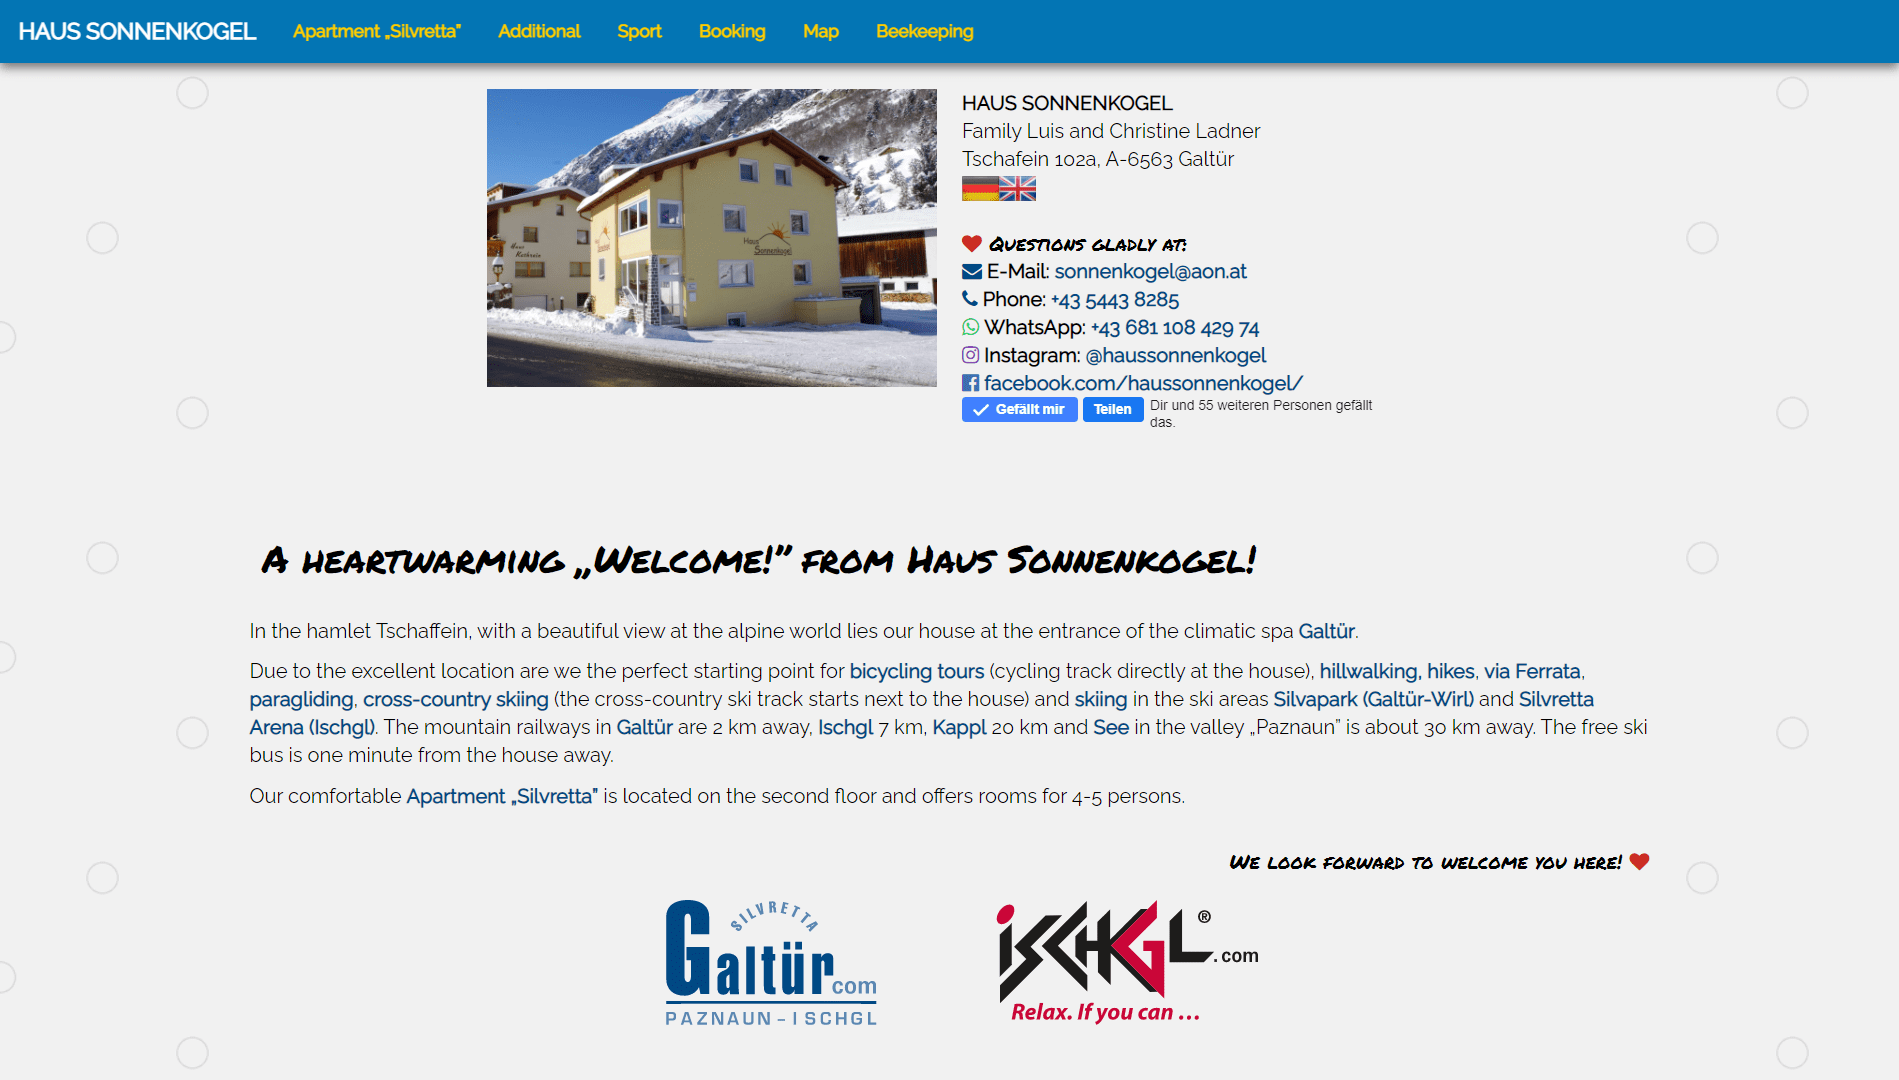 HAUS SONNENKOGEL Apartment „Silvretta” Additional Sport Booking Map Beekeeping
Haus Sonnenkogel
HAUS SONNENKOGEL
Family Luis and Christine Ladner
Tschafein 102a, A-6563 Galtür
Questions gladly at:
E-Mail: sonnenkogel@aon.at
Phone: +43 5443 8285
WhatsApp: +43 681 108 429 74
Instagram: @haussonnenkogel
facebook.com/haussonnenkogel/
Gefällt mir Teilen Dir und 55 weiteren Personen gefällt
das.
A heartwarming „Welcome!” from Haus Sonnenkogel!
In the hamlet Tschaffein, with a beautiful view at the alpine world lies our house at the entrance of the climatic spa Galtür.
Due to the excellent location are we the perfect starting point for bicycling tours (cycling track directly at the house), hillwalking, hikes, via Ferrata,
paragliding, cross-country skiing (the cross-country ski track starts next to the house) and skiing in the ski areas Silvapark (Galtür-Wirl) and Silvretta
Arena (Ischgl). The mountain railways in Galtür are 2 km away, Ischgl 7 km, Kappl 20 km and See in the valley „Paznaun” is about 30 km away. The free ski
bus is one minute from the house away.
Our comfortable Apartment „Silvretta” is located on the second floor and offers rooms for 4-5 persons.
We look forward to welcome you here!
SILVRETTA
Galtür.com
PAZNAUN - ISCHGL
ischgl®.com
Relax. If you can ...